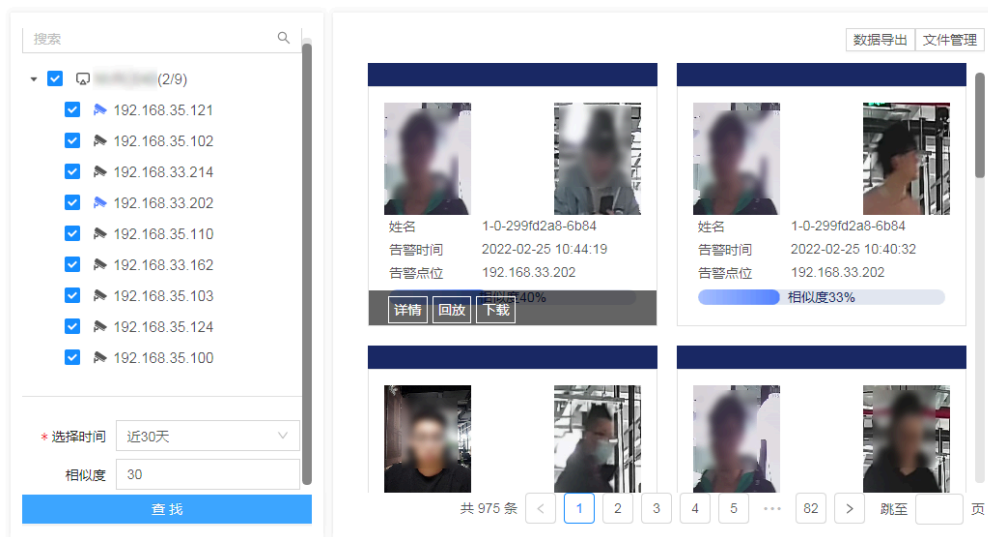 搜索
(2/9)
192.168.35.121
192.168.35.102
192.168.33.214
192.168.33.202
192.168.35.110
192.168.33.162
192.168.35.103
192.168.35.124
192.168.35.100
* 选择时间 近30天
相似度 30
查 找
数据导出 文件管理
姓名 1-0-299fd2a8-6b84
告警时间 2022-02-25 10:44:19
告警点位 192.168.33.202
相似度40%
详情 回放 下载
姓名 1-0-299fd2a8-6b84
告警时间 2022-02-25 10:40:32
告警点位 192.168.33.202
相似度33%
共 975 条 < 1 2 3 4 5 ••• 82 > 跳至 页